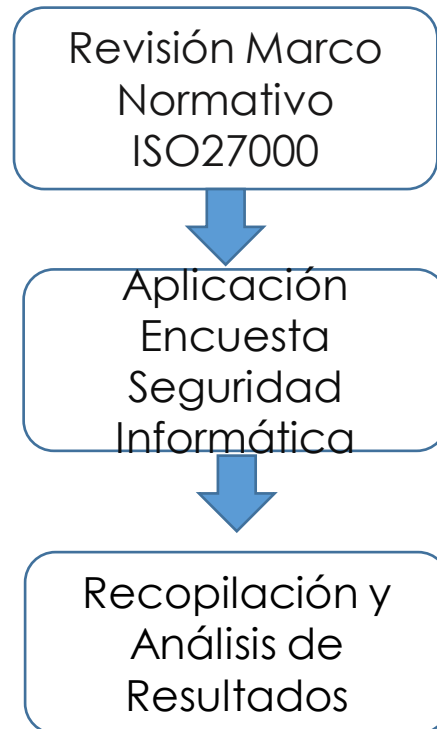 Revisión Marco
Normativo
ISO27000
Aplicación
Encuesta
Seguridad
Informática
Recopilación y
Análisis de
Resultados